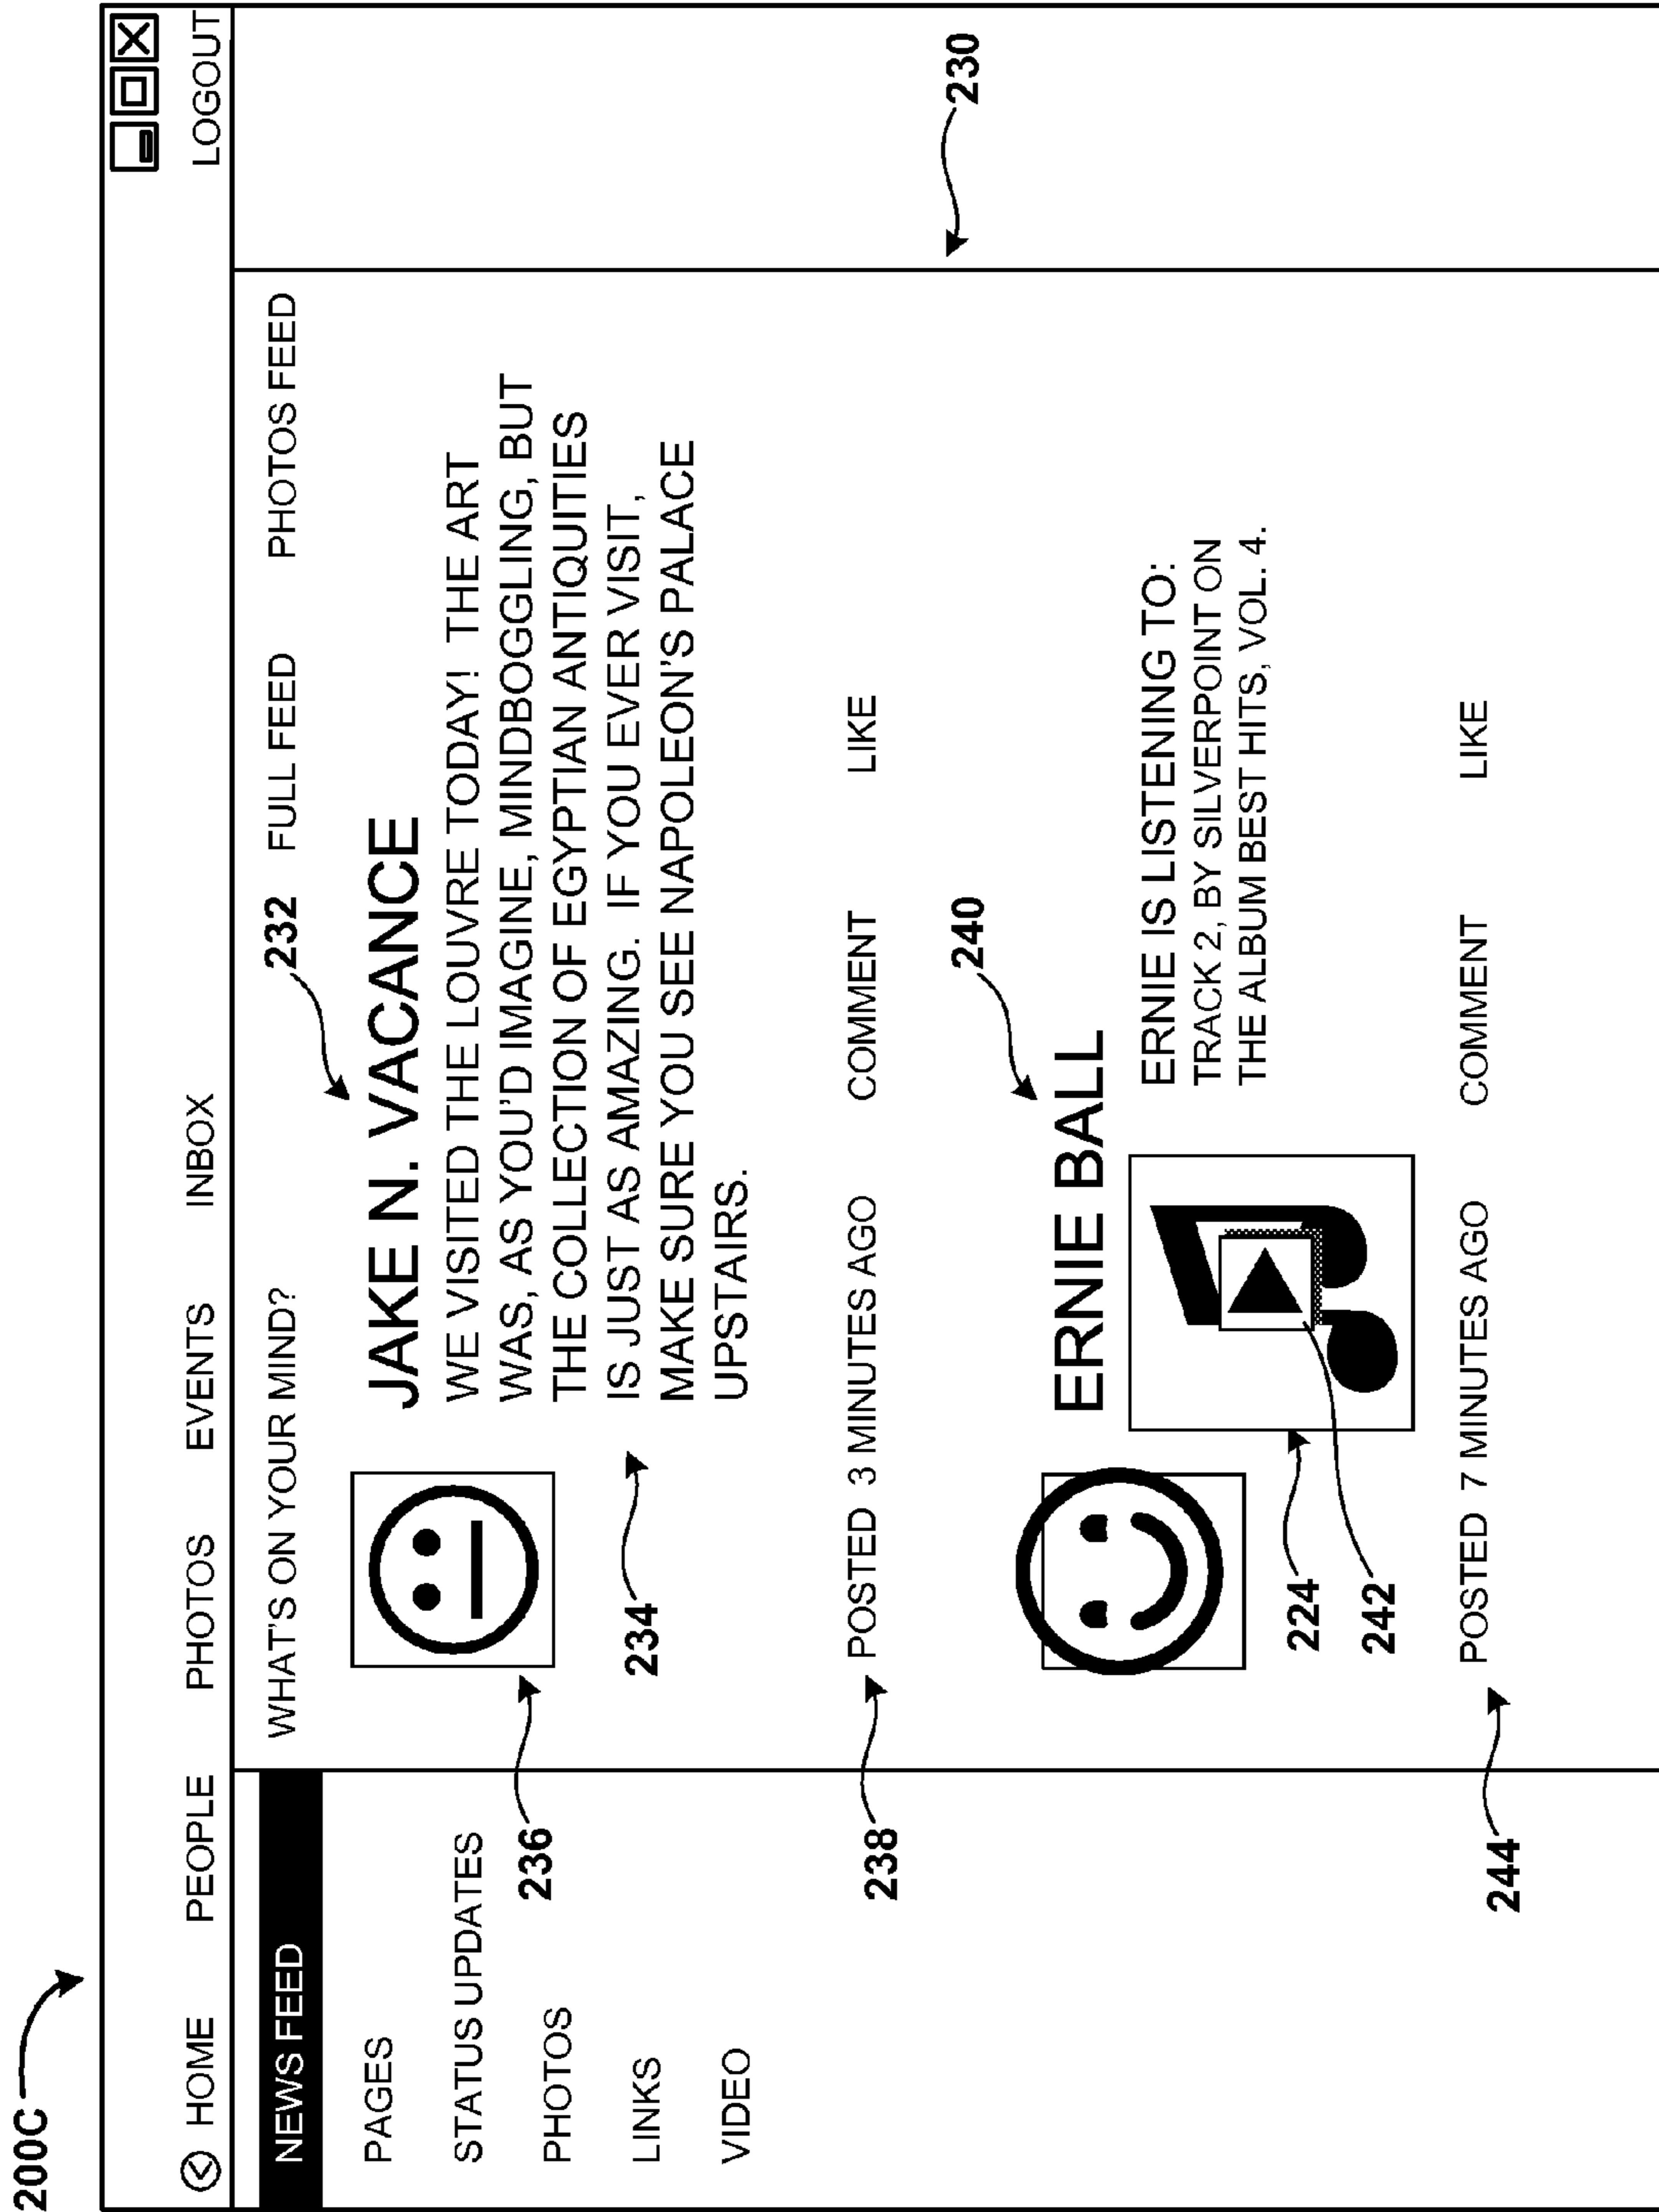 200C
HOME PEOPLE PHOTOS EVENTS INBOX LOGOUT
NEWS FEED
PAGES
STATUS UPDATES
PHOTOS
LINKS
VIDEO
WHAT'S ON YOUR MIND? 232 FULL FEED PHOTOS FEED
JAKE N. VACANCE
WE VISITED THE LOUVRE TODAY! THE ART
WAS, AS YOU'D IMAGINE, MINDBOGGLING, BUT
THE COLLECTION OF EGYPTIAN ANTIQUITIES
IS JUST AS AMAZING. IF YOU EVER VISIT,
MAKE SURE YOU SEE NAPOLEON'S PALACE
UPSTAIRS.
236
234
238
POSTED 3 MINUTES AGO COMMENT LIKE
230
240
ERNIE BALL
ERNIE IS LISTENING TO:
TRACK 2, BY SILVERPOINT ON
THE ALBUM BEST HITS, VOL. 4.
224
242
244
POSTED 7 MINUTES AGO COMMENT LIKE